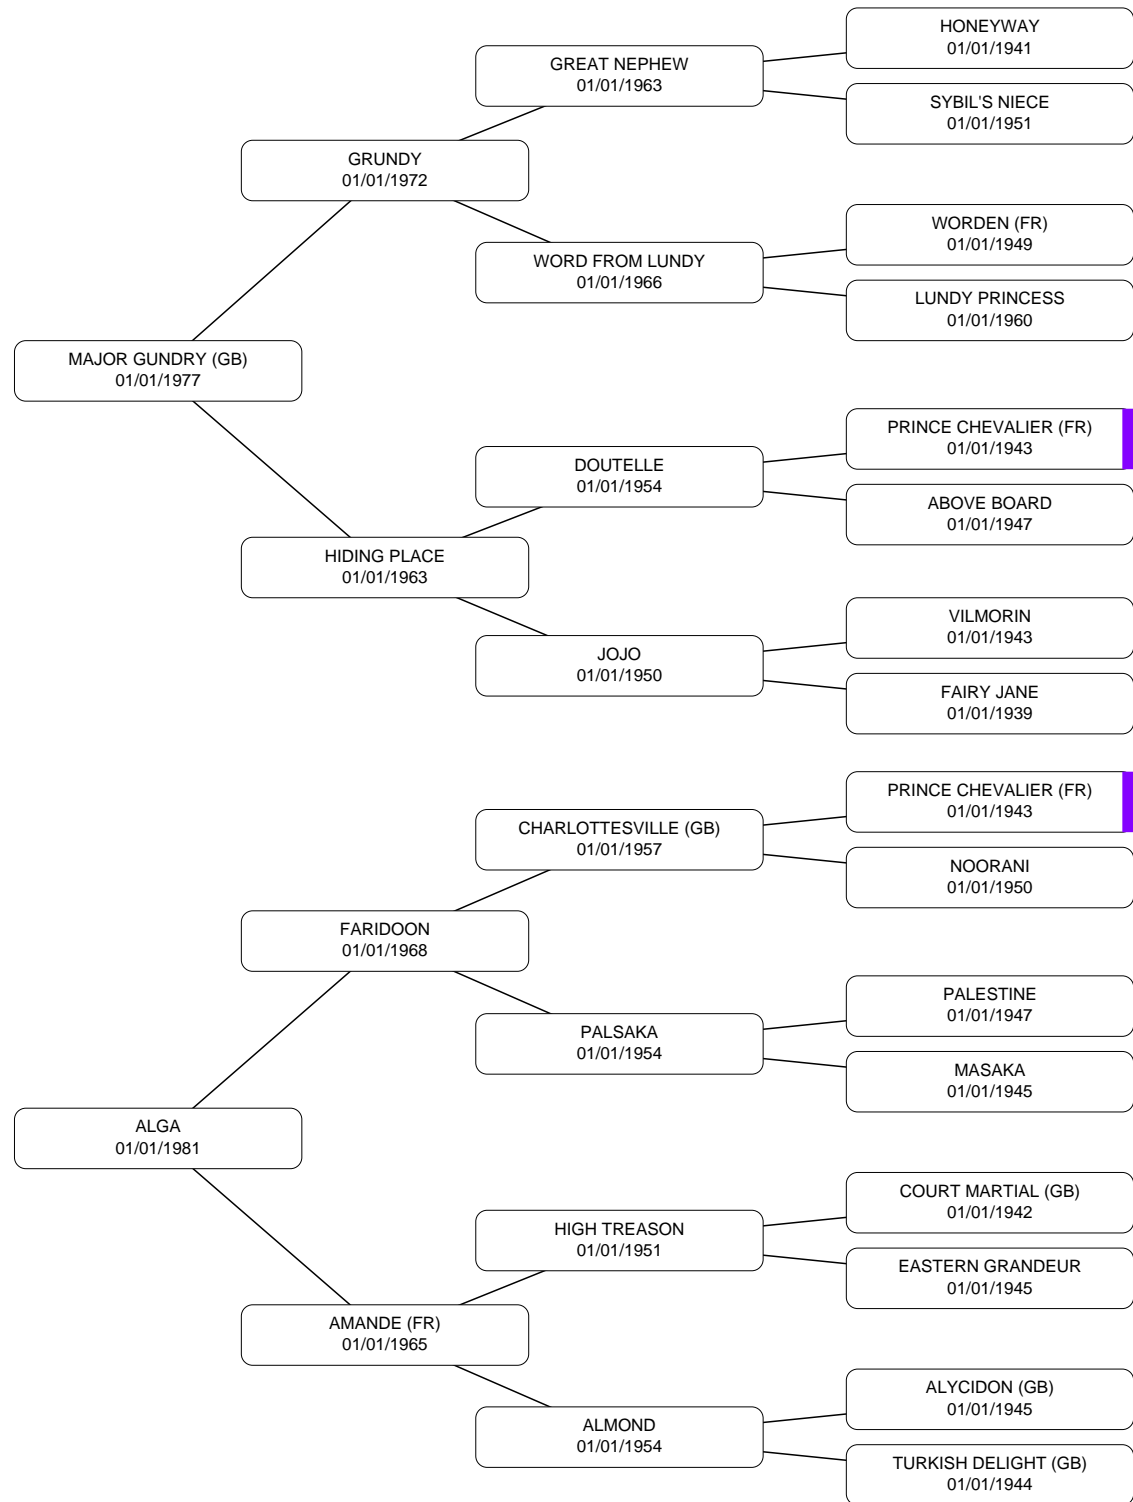 HONEYWAY
01/01/1941
GREAT NEPHEW
01/01/1963
SYBIL'S NIECE
01/01/1951
GRUNDY
01/01/1972
WORDEN (FR)
01/01/1949
WORD FROM LUNDY
01/01/1966
LUNDY PRINCESS
01/01/1960
MAJOR GUNDRY (GB)
01/01/1977
PRINCE CHEVALIER (FR)
01/01/1943
DOUTELLE
01/01/1954
ABOVE BOARD
01/01/1947
HIDING PLACE
01/01/1963
VILMORIN
01/01/1943
JOJO
01/01/1950
FAIRY JANE
01/01/1939
PRINCE CHEVALIER (FR)
01/01/1943
CHARLOTTESVILLE (GB)
01/01/1957
NOORANI
01/01/1950
FARIDOON
01/01/1968
PALESTINE
01/01/1947
PALSAKA
01/01/1954
MASAKA
01/01/1945
ALGA
01/01/1981
COURT MARTIAL (GB)
01/01/1942
HIGH TREASON
01/01/1951
EASTERN GRANDEUR
01/01/1945
AMANDE (FR)
01/01/1965
ALYCIDON (GB)
01/01/1945
ALMOND
01/01/1954
TURKISH DELIGHT (GB)
01/01/1944